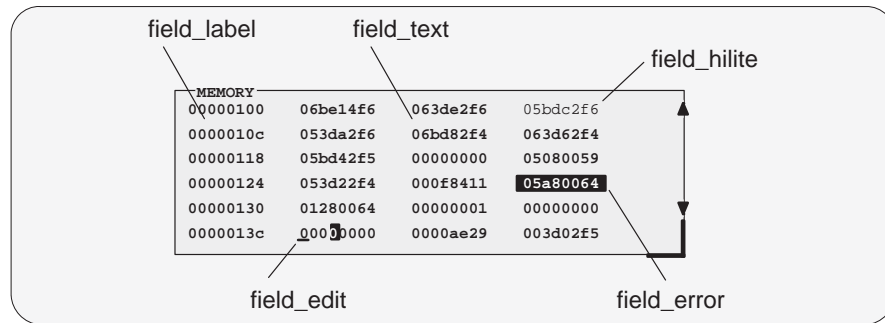 field_label field_text
field_hilite
MEMORY
00000100 06be14f6 063de2f6 05bdc2f6
0000010c 053da2f6 06bd82f4 063d62f4
00000118 05bd42f5 00000000 05080059
00000124 053d22f4 000f8411 05a80064
00000130 01280064 00000001 00000000
0000013c 00000000 0000ae29 003d02f5
field_edit field_error